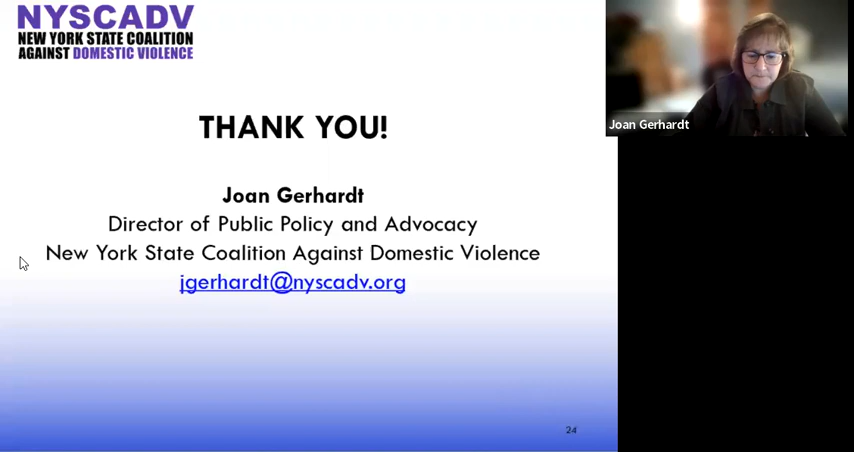 NYSCADV
NEW YORK STATE COALITION
AGAINST DOMESTIC VIOLENCE
THANK YOU!
Joan Gerhardt
Director of Public Policy and Advocacy
New York State Coalition Against Domestic Violence
jgerhardt@nyscadv.org
24
Joan Gerhardt